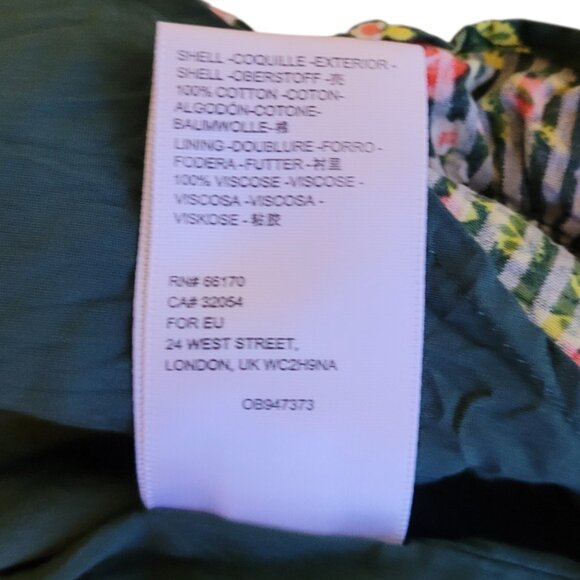 SHELL -COQUILLE -EXTERIOR -
SHELL -OBERSTOFF -壳
100% COTTON -COTON-
ALGODÓN-COTONE-
BAUMWOLLE-棉
LINING-DOUBLURE -FORRO-
FODERA -FUTTER -衬里
100% VISCOSE -VISCOSE -
VISCOSA -VISCOSA -
VISKOSE -粘胶
RN# 66170
CA# 32054
FOR EU
24 WEST STREET,
LONDON, UK WC2H9NA
OB947373